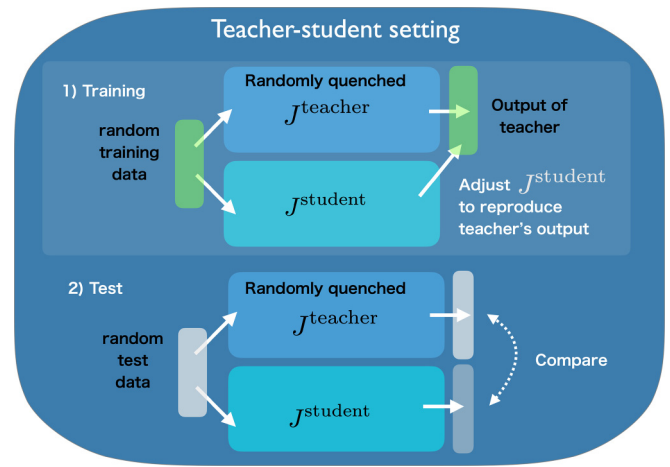 Teacher-student setting
1) Training
Randomly quenched
J^teacher
random
training
data
Output of
teacher
J^student
Adjust J^student
to reproduce
teacher's output
2) Test
Randomly quenched
J^teacher
random
test
data
Compare
J^student